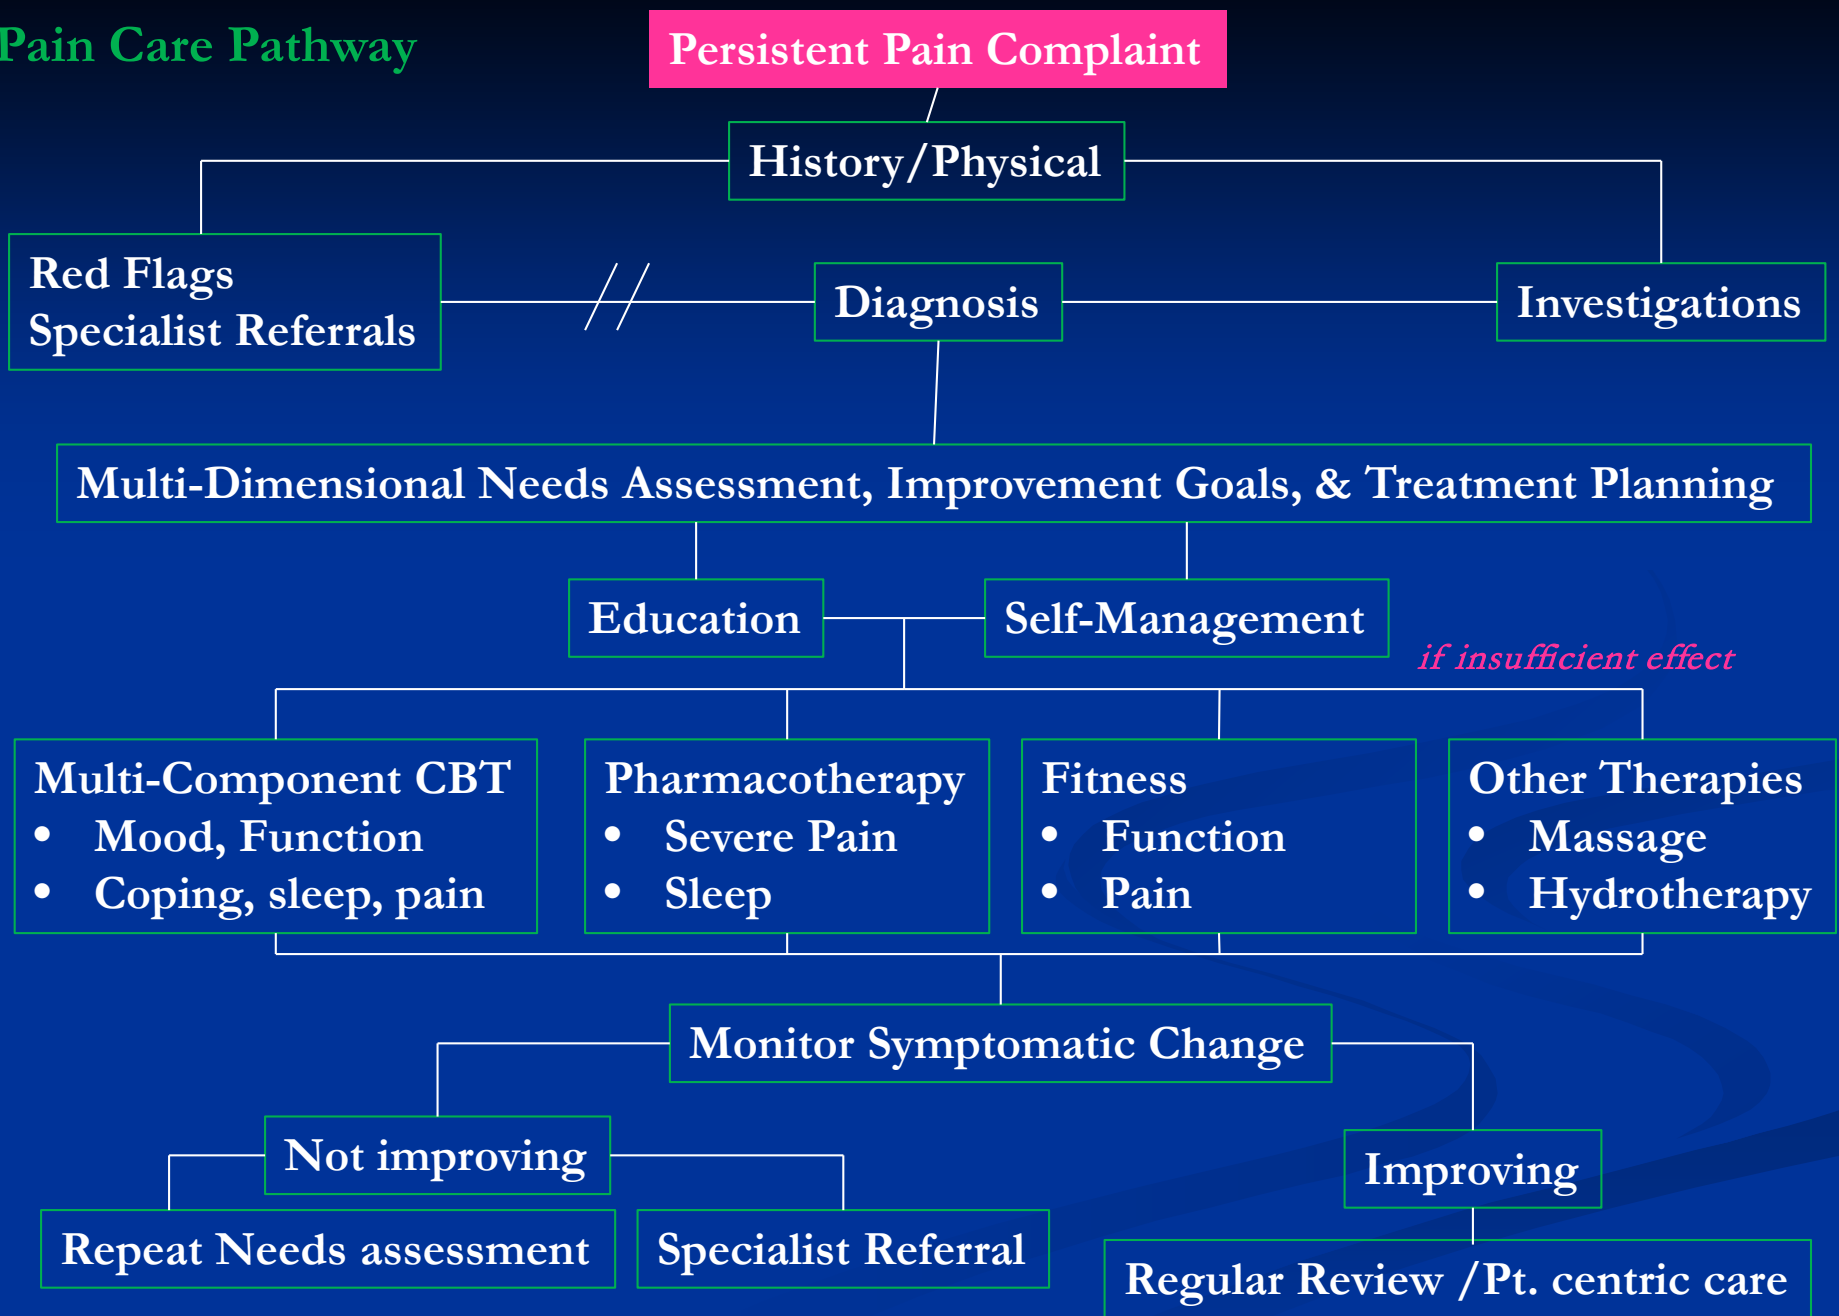 Pain Care Pathway
Persistent Pain Complaint
History/Physical
Red Flags
Specialist Referrals
Diagnosis
Investigations
Multi-Dimensional Needs Assessment, Improvement Goals, & Treatment Planning
Education
Self-Management
if insufficient effect
Multi-Component CBT
• Mood, Function
• Coping, sleep, pain
Pharmacotherapy
• Severe Pain
• Sleep
Fitness
• Function
• Pain
Other Therapies
• Massage
• Hydrotherapy
Monitor Symptomatic Change
Not improving
Improving
Repeat Needs assessment
Specialist Referral
Regular Review /Pt. centric care